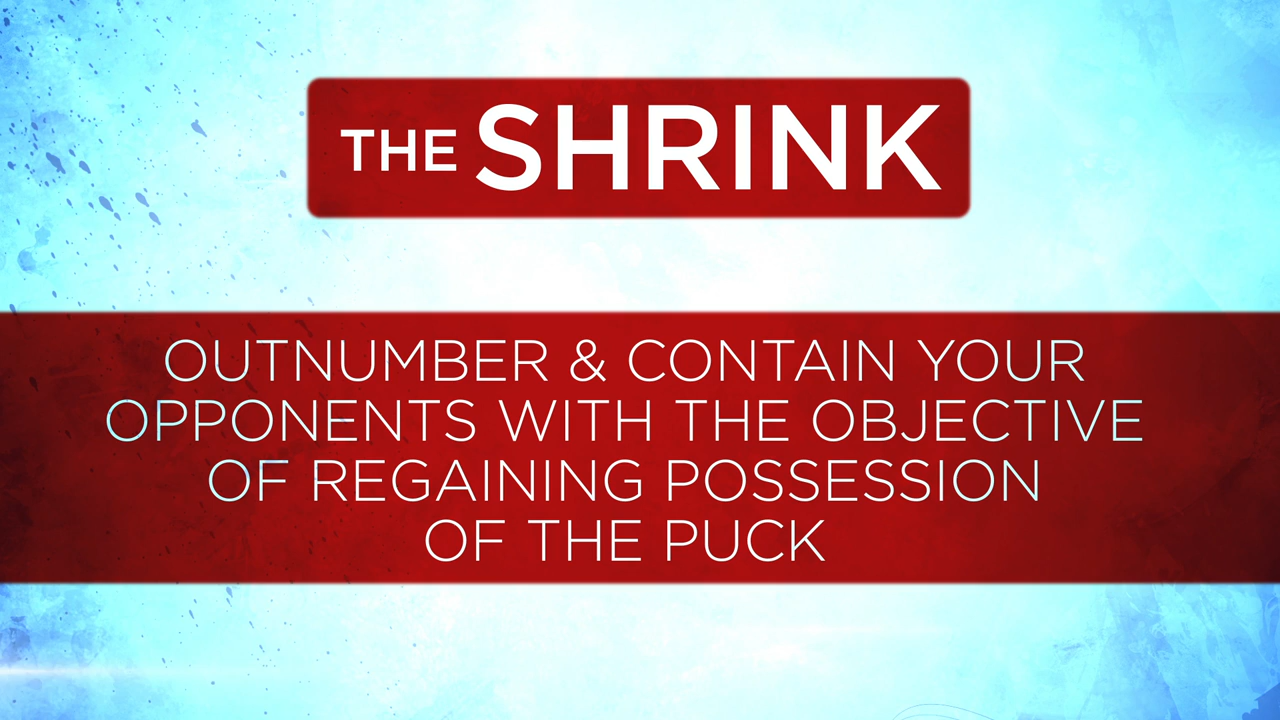 THE SHRINK
OUTNUMBER & CONTAIN YOUR
OPPONENTS WITH THE OBJECTIVE
OF REGAINING POSSESSION
OF THE PUCK